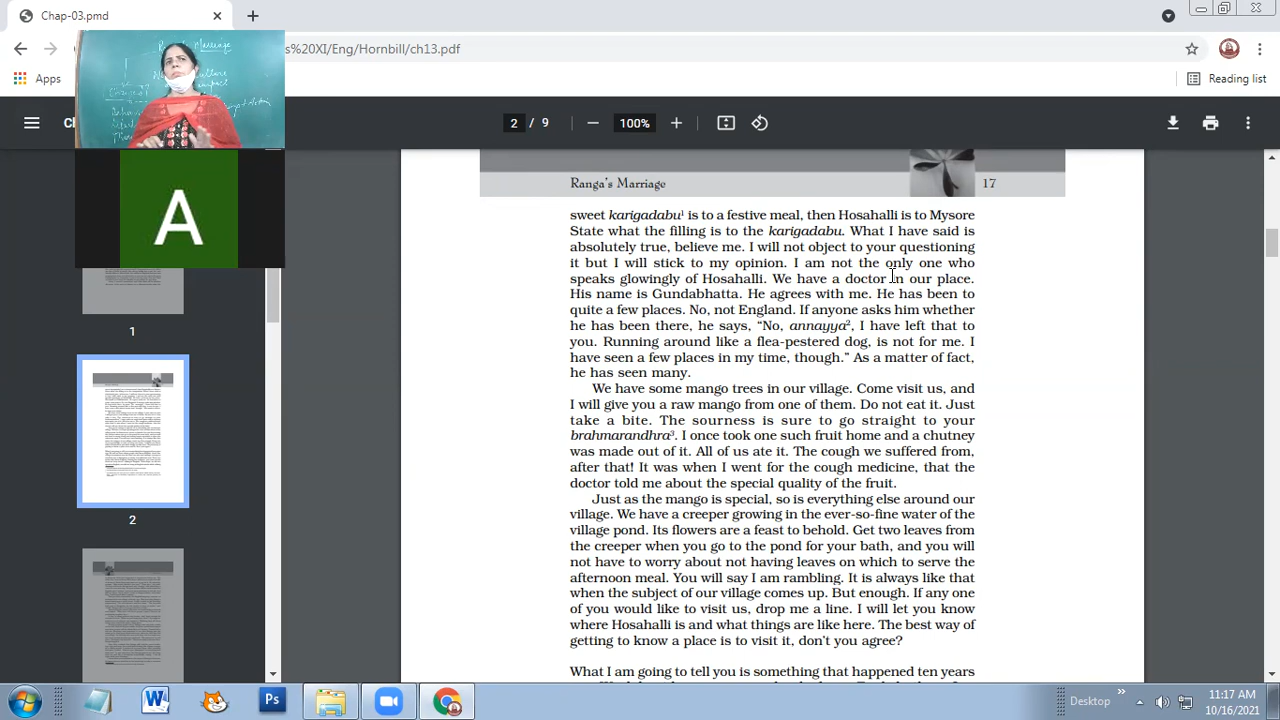 Chap-03.pmd
s%20XI/Eng/Hornbill/ch13.pdf
Apps
Reading list
2 / 9
100%
Ranga's Marriage
A
Ranga's Marriage 17
sweet karigadabu¹ is to a festive meal, then Hosahalli is to Mysore
State what the filling is to the karigadabu. What I have said is
absolutely true, believe me. I will not object to your questioning
it but I will stick to my opinion. I am not the only one who
speaks glowingly of Hosahalli. We have a doctor in our place.
His name is Gundabhatta. He agrees with me. He has been to
quite a few places. No, not England. If anyone asks him whether
he has been there, he says, “No, annayya², I have left that to
you. Running around like a flea-pestered dog, is not for me. I
have seen a few places in my time, though.” As a matter of fact,
he has seen many.
We have some mango trees in our village. Come visit us, and
I will give you a raw mango from one of them. Do not eat it. Just
take a bite. The sourness is sure to go straight to your
brahmarandhra³. I once took one such fruit home and a chutney
was made out of it. All of us ate it. The cough we suffered from,
after that! It was when I went for the cough medicine, that the
doctor told me about the special quality of the fruit.
Just as the mango is special, so is everything else around our
village. We have a creeper growing in the ever-so-fine water of the
village pond. Its flowers are a feast to behold. Get two leaves from
the creeper when you go to the pond for your bath, and you will
not have to worry about not having leaves on which to serve the
afternoon meal. You will say I am rambling. It is always like that
when the subject of our village comes up. But enough. If any one
of you would like to visit us, drop me a line. I will let you know
where Hosahalli is and what things are like here. The best way of
getting to know a place is to visit it, don't you agree?
What I am going to tell you is something that happened ten years
1
2
W
Ps
Desktop
11:17 AM
10/16/2021